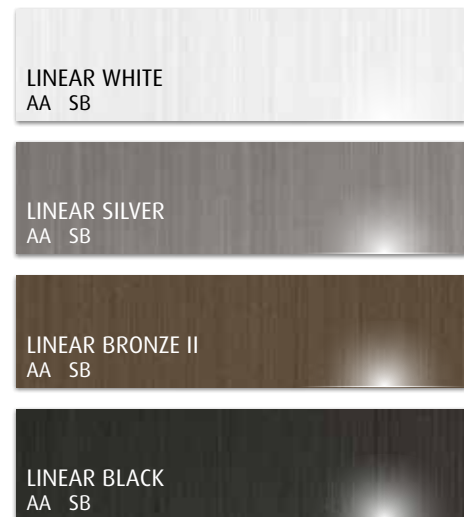 LINEAR WHITE
AA SB
LINEAR SILVER
AA SB
LINEAR BRONZE II
AA SB
LINEAR BLACK
AA SB